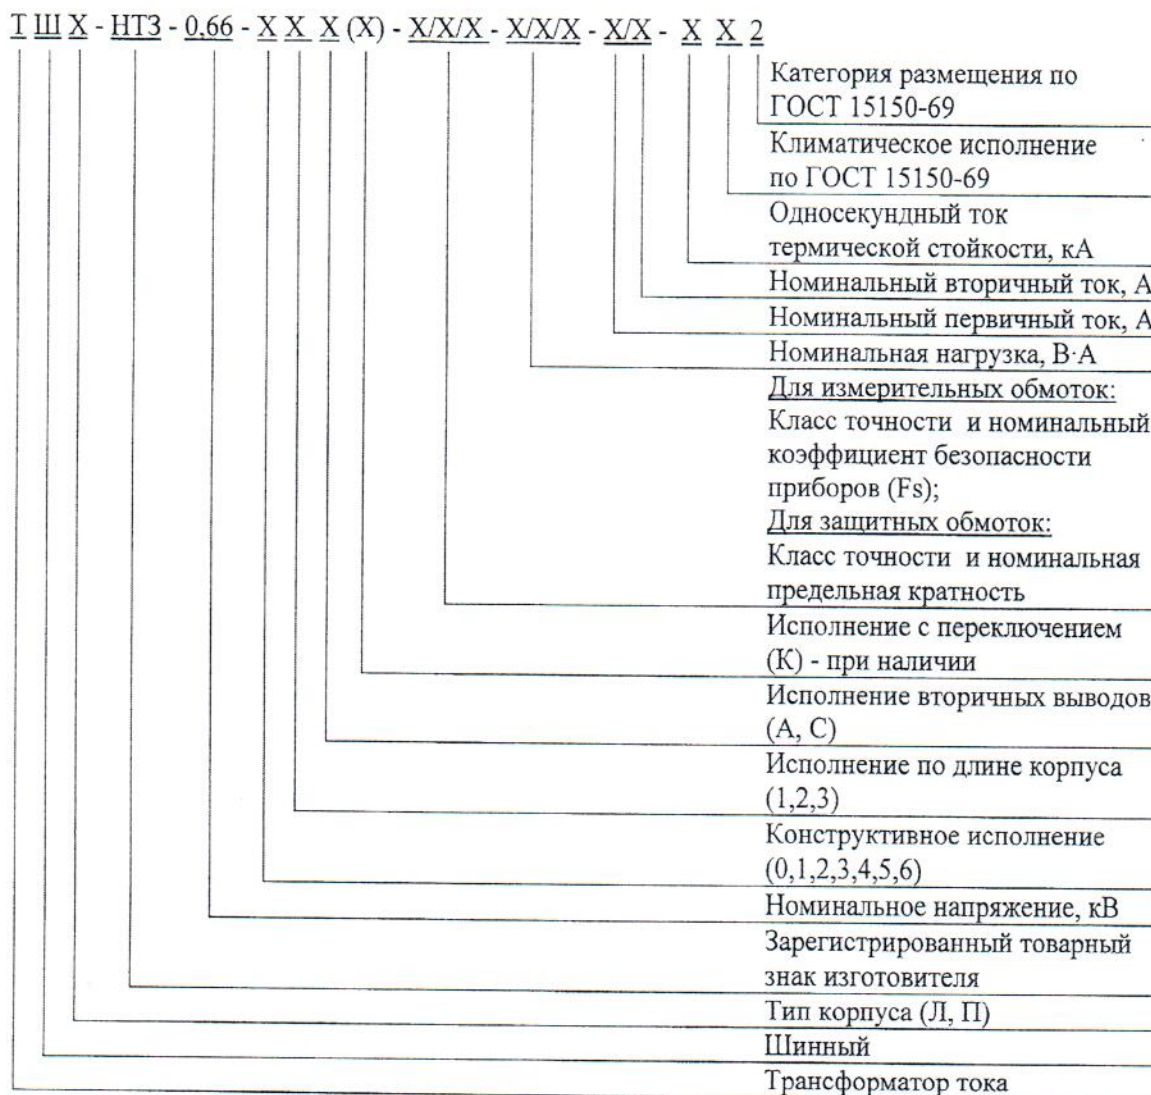 Т Ш Х - НТЗ - 0,66 - Х Х Х (Х) - Х/Х/Х - Х/Х/Х - Х/Х - Х Х 2
Категория размещения по
ГОСТ 15150-69
Климатическое исполнение
по ГОСТ 15150-69
Односекундный ток
термической стойкости, кА
Номинальный вторичный ток, А
Номинальный первичный ток, А
Номинальная нагрузка, В·А
Для измерительных обмоток:
Класс точности и номинальный
коэффициент безопасности
приборов (Fs);
Для защитных обмоток:
Класс точности и номинальная
предельная кратность
Исполнение с переключением
(К) - при наличии
Исполнение вторичных выводов
(А, С)
Исполнение по длине корпуса
(1,2,3)
Конструктивное исполнение
(0,1,2,3,4,5,6)
Номинальное напряжение, кВ
Зарегистрированный товарный
знак изготовителя
Тип корпуса (Л, П)
Шинный
Трансформатор тока